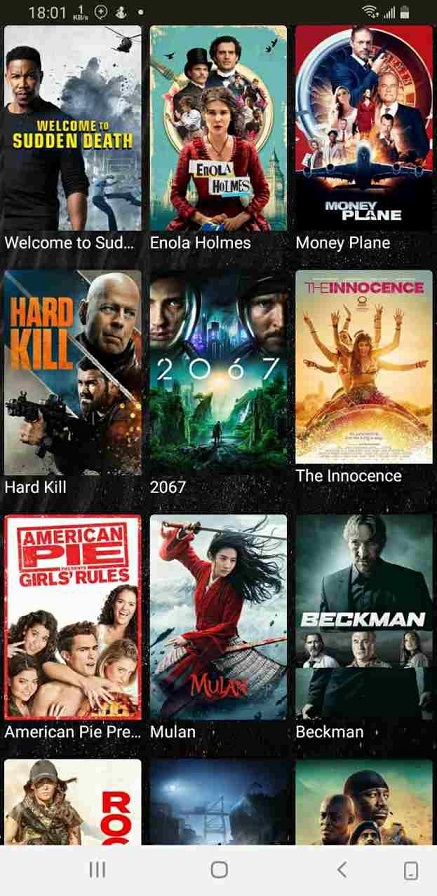 18:01 1 KB/s
WELCOME TO
SUDDEN DEATH
ENOLA
HOLMES
MONEY
PLANE
Welcome to Sud...
Enola Holmes
Money Plane
HARD
KILL
2067
THE INNOCENCE
Hard Kill
2067
The Innocence
AMERICAN
PIE
PRESENTS
GIRLS' RULES
MULAN
BECKMAN
American Pie Pre...
Mulan
Beckman
RO